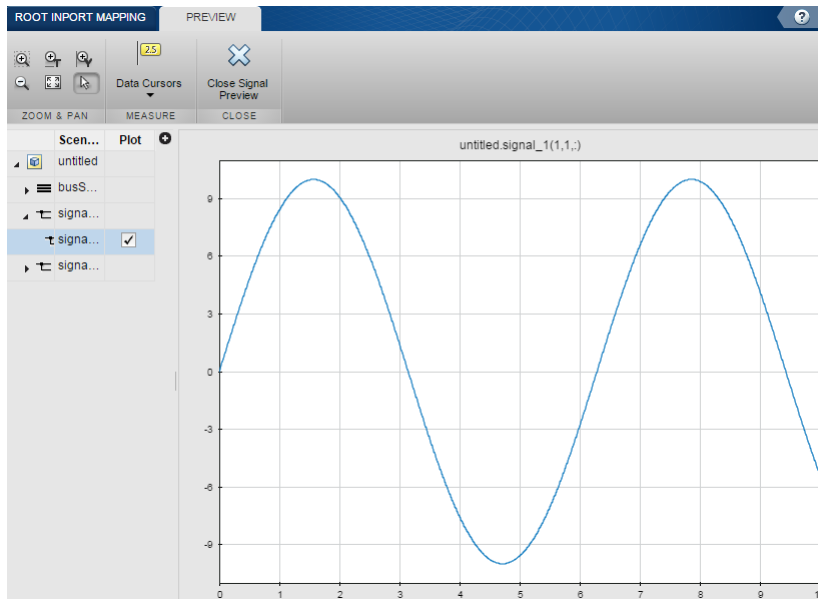 ROOT INPORT MAPPING PREVIEW ?
T Y 2.5
Data Cursors
Close Signal
Preview
ZOOM & PAN MEASURE CLOSE
Scen... Plot
untitled
busS...
signa...
signa...
signa...
untitled.signal_1(1,1,:)
9
6
3
0
-3
-6
-9
0 1 2 3 4 5 6 7 8 9